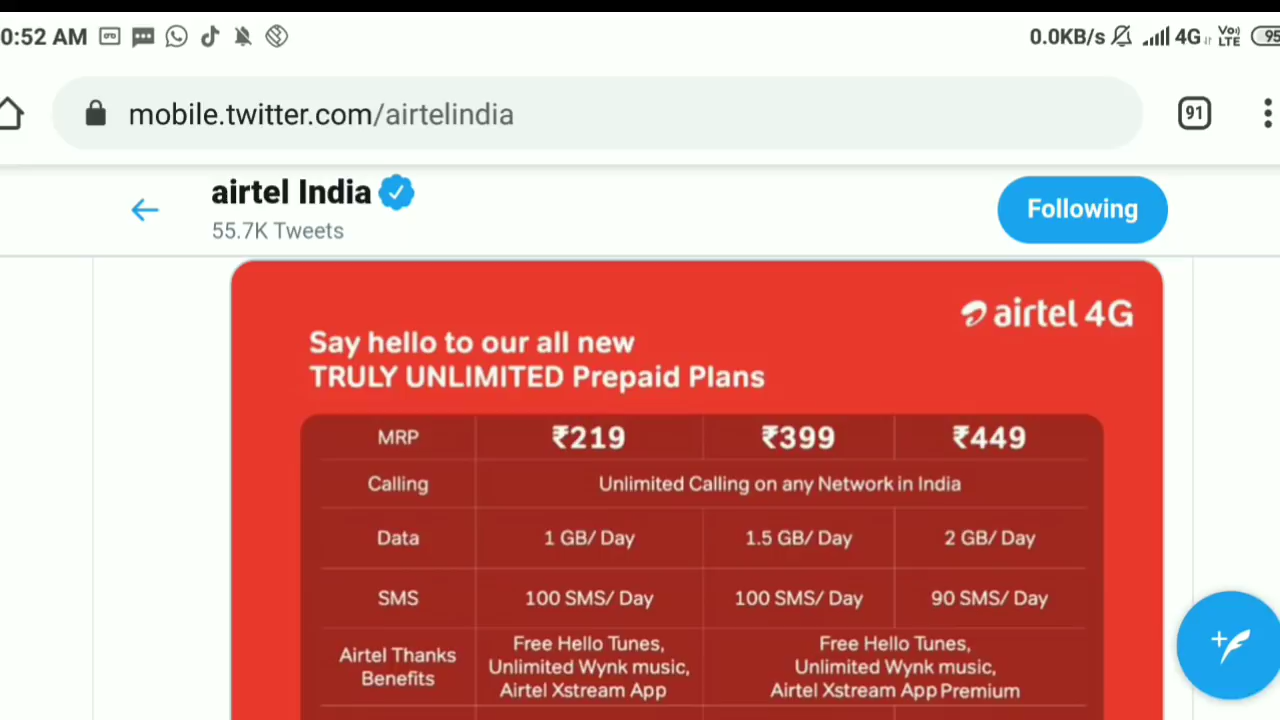 0:52 AM 0.0KB/s 4G Vo) LTE 95
mobile.twitter.com/airtelindia 91
airtel India
55.7K Tweets
Following
airtel 4G
Say hello to our all new
TRULY UNLIMITED Prepaid Plans
MRP ₹219 ₹399 ₹449
Calling Unlimited Calling on any Network in India
Data 1 GB/ Day 1.5 GB/ Day 2 GB/ Day
SMS 100 SMS/ Day 100 SMS/ Day 90 SMS/ Day
Airtel Thanks Benefits
Free Hello Tunes,
Unlimited Wynk music,
Airtel Xstream App
Free Hello Tunes,
Unlimited Wynk music,
Airtel Xstream App Premium